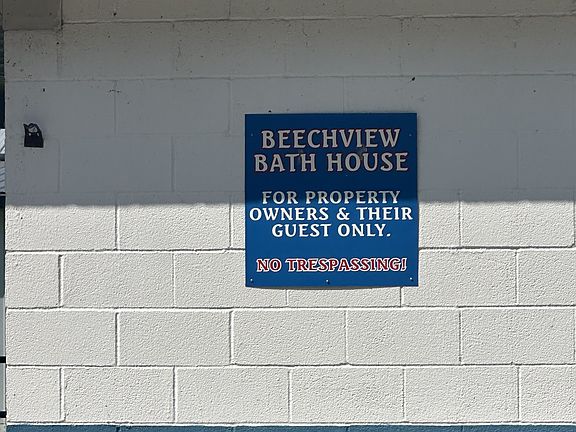 BEECHVIEW
BATH HOUSE
FOR PROPERTY
OWNERS & THEIR
GUEST ONLY.
NO TRESPASSING!